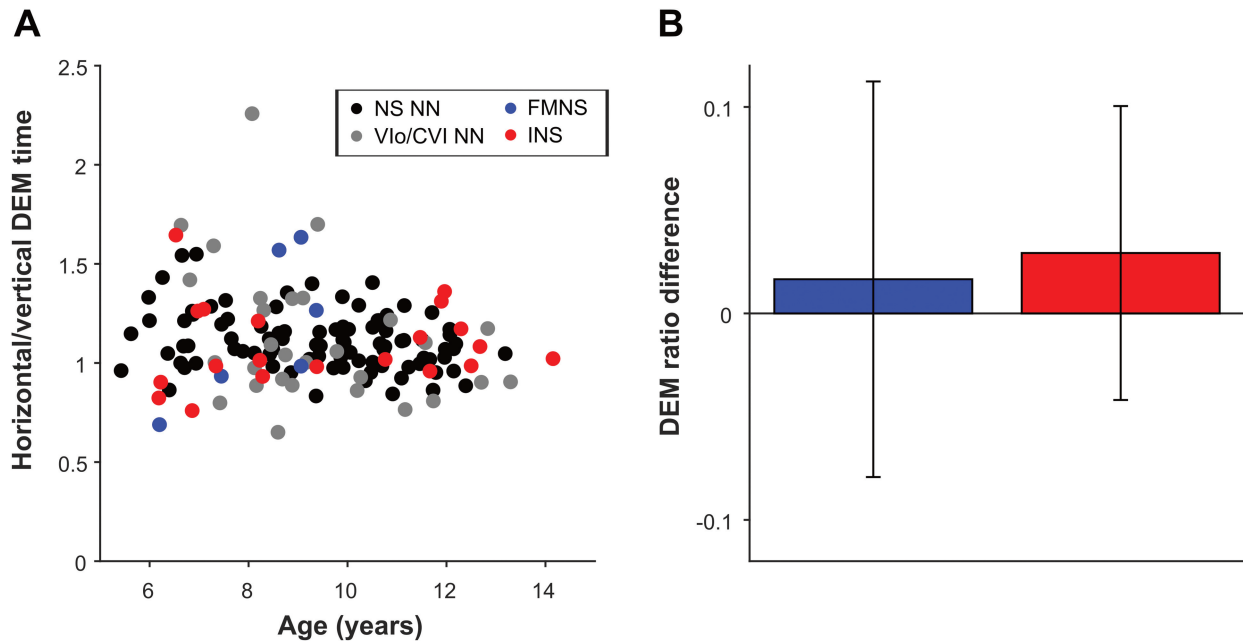 A
Horizontal/vertical DEM time
2.5
2
1.5
1
0.5
0
NS NN
FMNS
VIo/CVI NN
INS
6
8
10
12
14
Age (years)
B
DEM ratio difference
0.1
0
-0.1